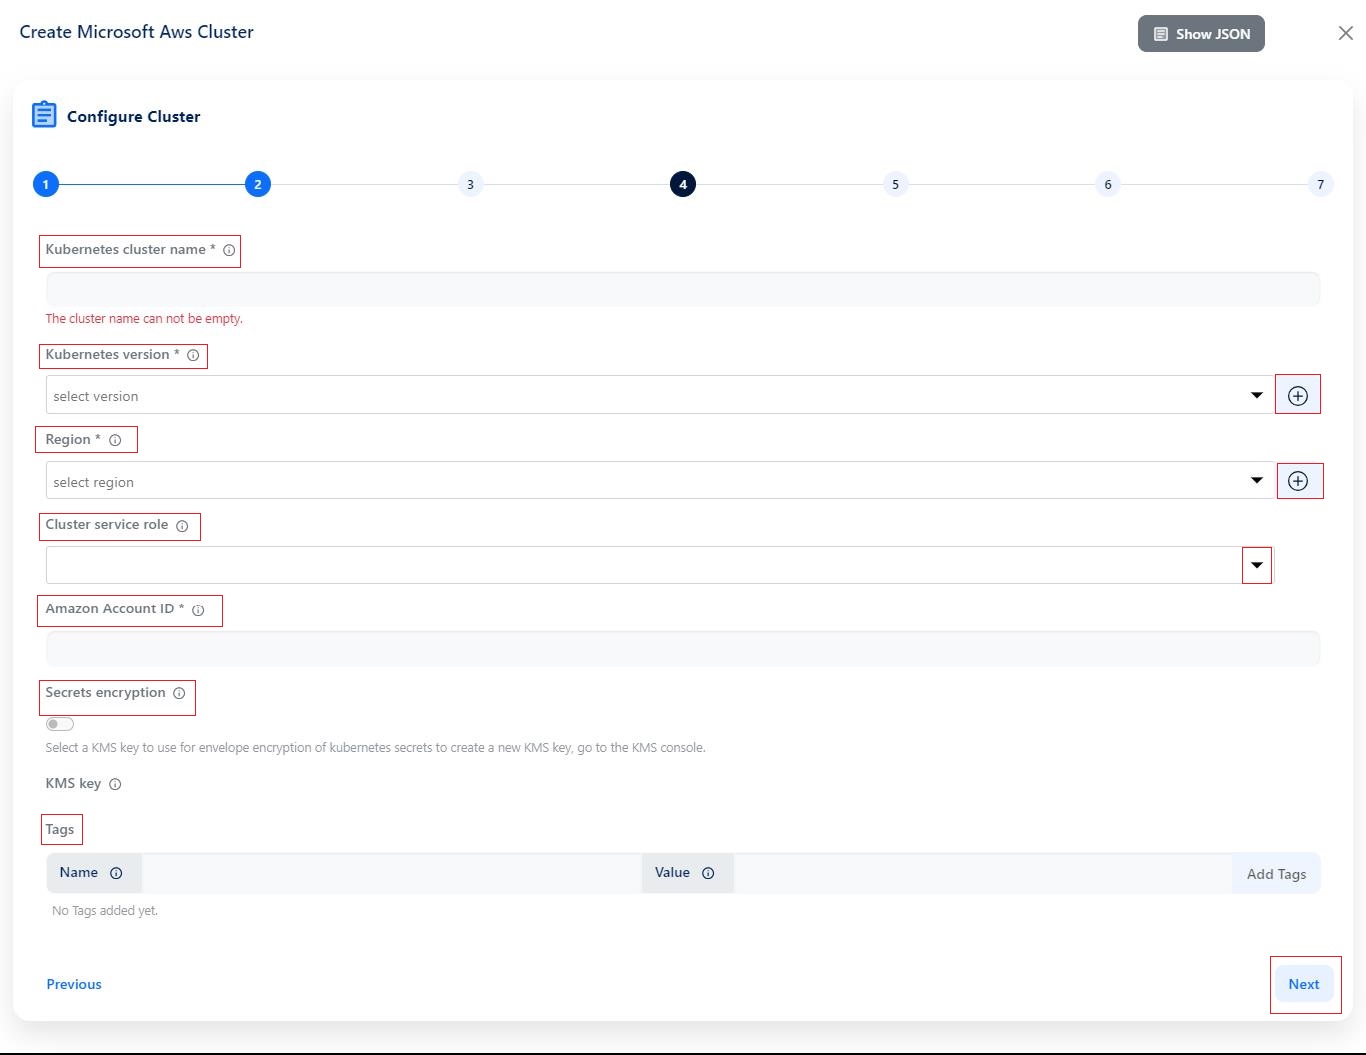 Create Microsoft Aws Cluster
Show JSON
Configure Cluster
1 2 3 4 5 6 7
Kubernetes cluster name *
The cluster name can not be empty.
Kubernetes version *
select version
Region *
select region
Cluster service role
Amazon Account ID *
Secrets encryption
Select a KMS key to use for envelope encryption of kubernetes secrets to create a new KMS key, go to the KMS console.
KMS key
Tags
Name Value Add Tags
No Tags added yet.
Previous Next